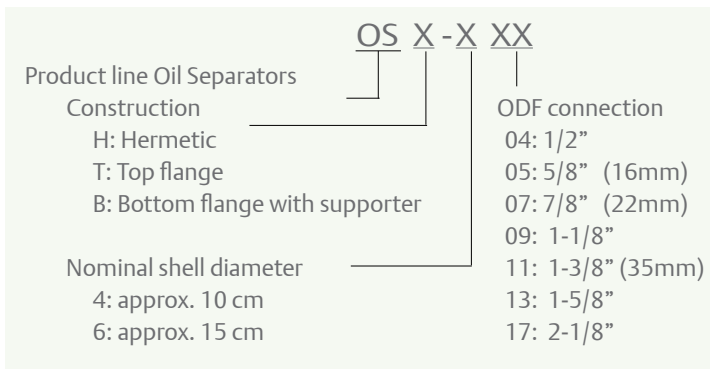 OS X - X XX
Product line Oil Separators
Construction
H: Hermetic
T: Top flange
B: Bottom flange with supporter
Nominal shell diameter
4: approx. 10 cm
6: approx. 15 cm
ODF connection
04: 1/2”
05: 5/8” (16mm)
07: 7/8” (22mm)
09: 1-1/8”
11: 1-3/8” (35mm)
13: 1-5/8”
17: 2-1/8”